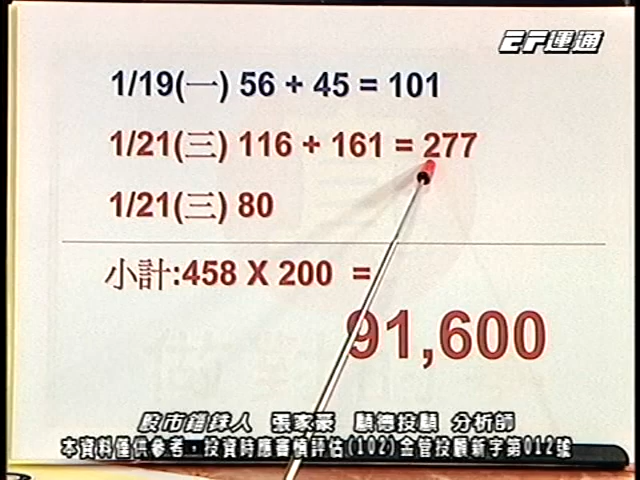 EF運通
1/19(一) 56 + 45 = 101
1/21(三) 116 + 161 = 277
1/21(三) 80
小計:458 X 200 =
91,600
股市錢錸人 張家豪 顧德投顧 分析師
本資料僅供參考，投資時應審慎評估(102)金管投顧新字第012號